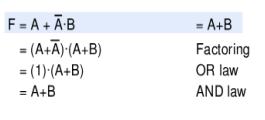 F = A + A̅·B = A+B
= (A+A̅)·(A+B) Factoring
= (1)·(A+B) OR law
= A+B AND law